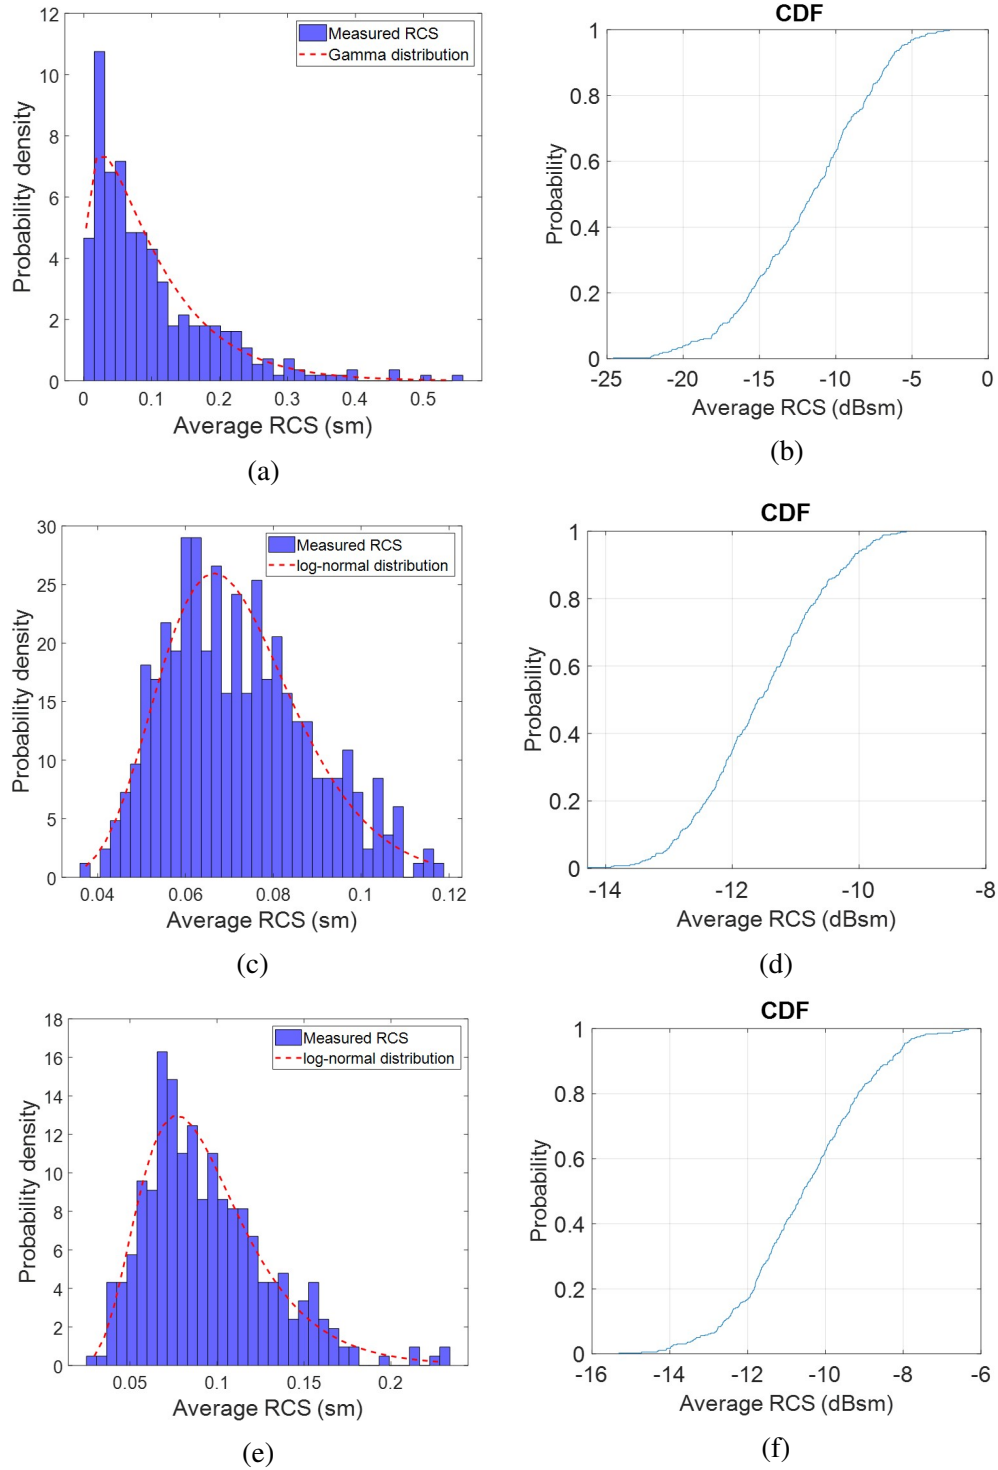 Measured RCS
Gamma distribution
Probability density
14
12
10
8
6
4
2
0
0
0.1
0.2
0.3
0.4
0.5
Average RCS (sm)
(a)
CDF
Probability
1
0.8
0.6
0.4
0.2
0
-25
-20
-15
-10
-5
0
Average RCS (dBsm)
(b)
Measured RCS
log-normal distribution
Probability density
30
25
20
15
10
5
0
0.04
0.06
0.08
0.1
0.12
Average RCS (sm)
(c)
CDF
Probability
1
0.8
0.6
0.4
0.2
0
-14
-12
-10
-8
Average RCS (dBsm)
(d)
Measured RCS
log-normal distribution
Probability density
18
16
14
12
10
8
6
4
2
0
0.05
0.1
0.15
0.2
Average RCS (sm)
(e)
CDF
Probability
1
0.8
0.6
0.4
0.2
0
-16
-14
-12
-10
-8
-6
Average RCS (dBsm)
(f)